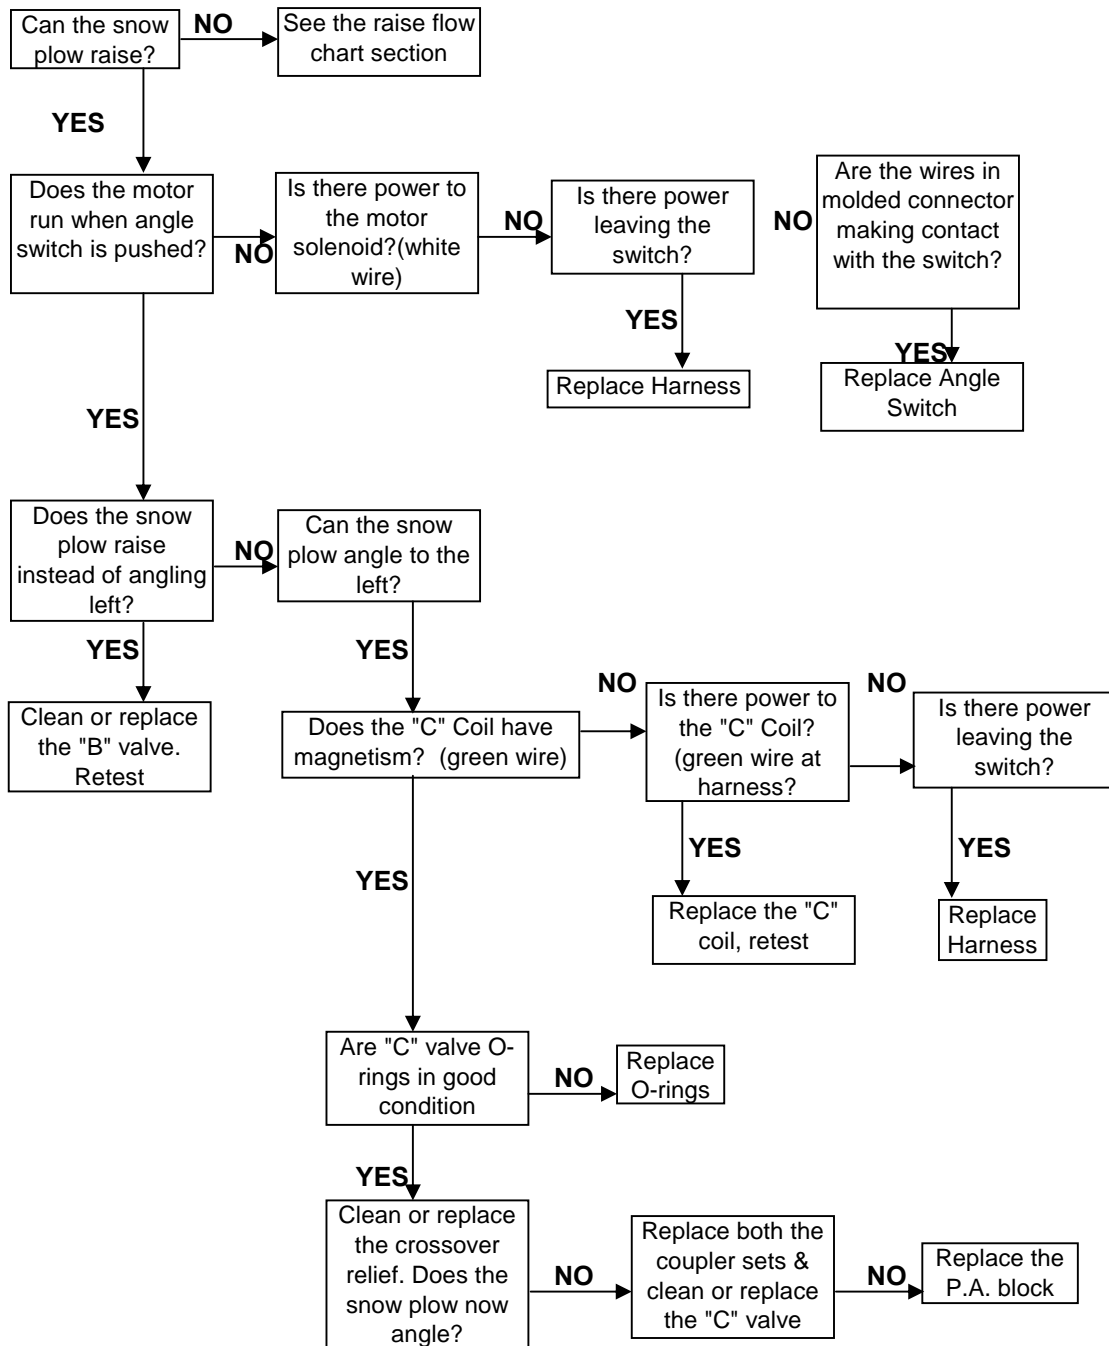 Can the snow
plow raise?
NO
See the raise flow
chart section
YES
Does the motor
run when angle
switch is pushed?
NO
Is there power to
the motor
solenoid?(white
wire)
NO
Is there power
leaving the
switch?
NO
Are the wires in
molded connector
making contact
with the switch?
YES
Replace Harness
YES
Replace Angle
Switch
YES
Does the snow
plow raise
instead of angling
left?
NO
Can the snow
plow angle to the
left?
YES
Clean or replace
the "B" valve.
Retest
YES
Does the "C" Coil have
magnetism? (green wire)
NO
Is there power to
the "C" Coil?
(green wire at
harness?
NO
Is there power
leaving the
switch?
YES
Replace the "C"
coil, retest
YES
Replace
Harness
YES
Are "C" valve O-
rings in good
condition
NO
Replace
O-rings
YES
Clean or replace
the crossover
relief. Does the
snow plow now
angle?
NO
Replace both the
coupler sets &
clean or replace
the "C" valve
NO
Replace the
P.A. block